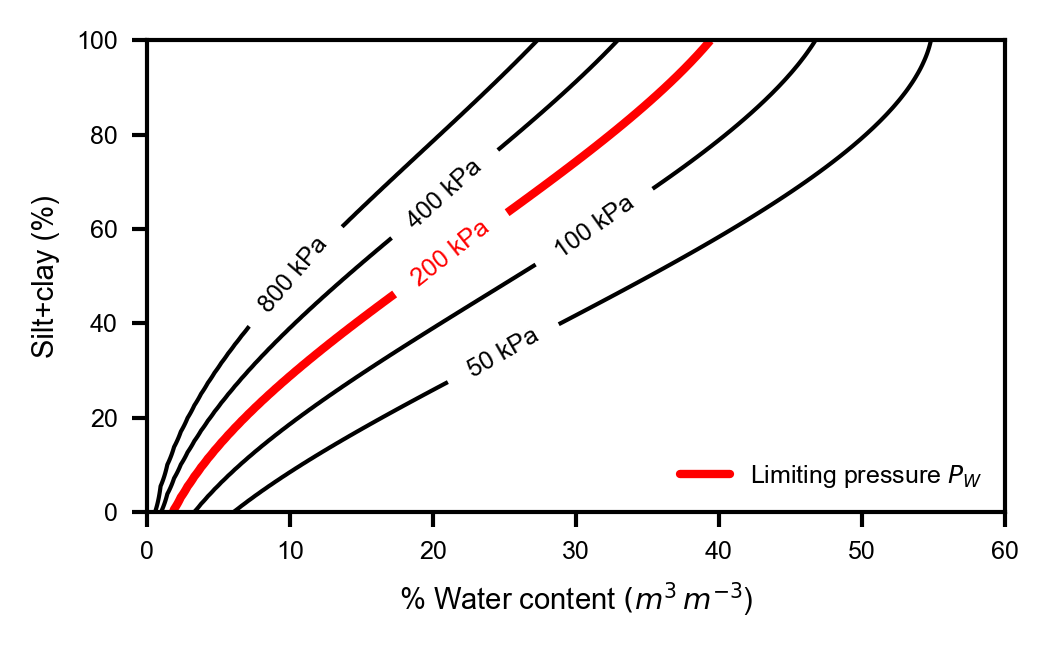 100
80
60
40
20
0
Silt+clay (%)
800 kPa
400 kPa
200 kPa
100 kPa
50 kPa
Limiting pressure P_W
0 10 20 30 40 50 60
% Water content (m³ m⁻³)